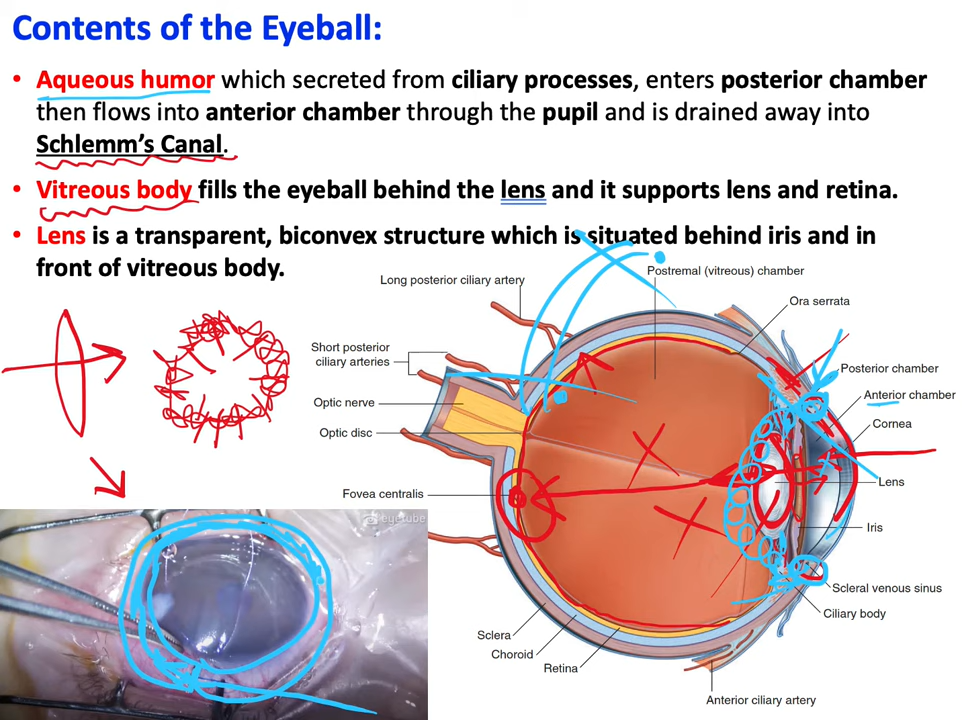 Contents of the Eyeball:
• Aqueous humor which secreted from ciliary processes, enters posterior chamber
then flows into anterior chamber through the pupil and is drained away into
Schlemm's Canal.
• Vitreous body fills the eyeball behind the lens and it supports lens and retina.
• Lens is a transparent, biconvex structure which is situated behind iris and in
front of vitreous body.
Long posterior ciliary artery
Postremal (vitreous) chamber
Ora serrata
Short posterior
ciliary arteries
Posterior chamber
Anterior chamber
Optic nerve
Cornea
Optic disc
Lens
Fovea centralis
eyetube
Iris
Scleral venous sinus
Ciliary body
Sclera
Choroid
Retina
Anterior ciliary artery